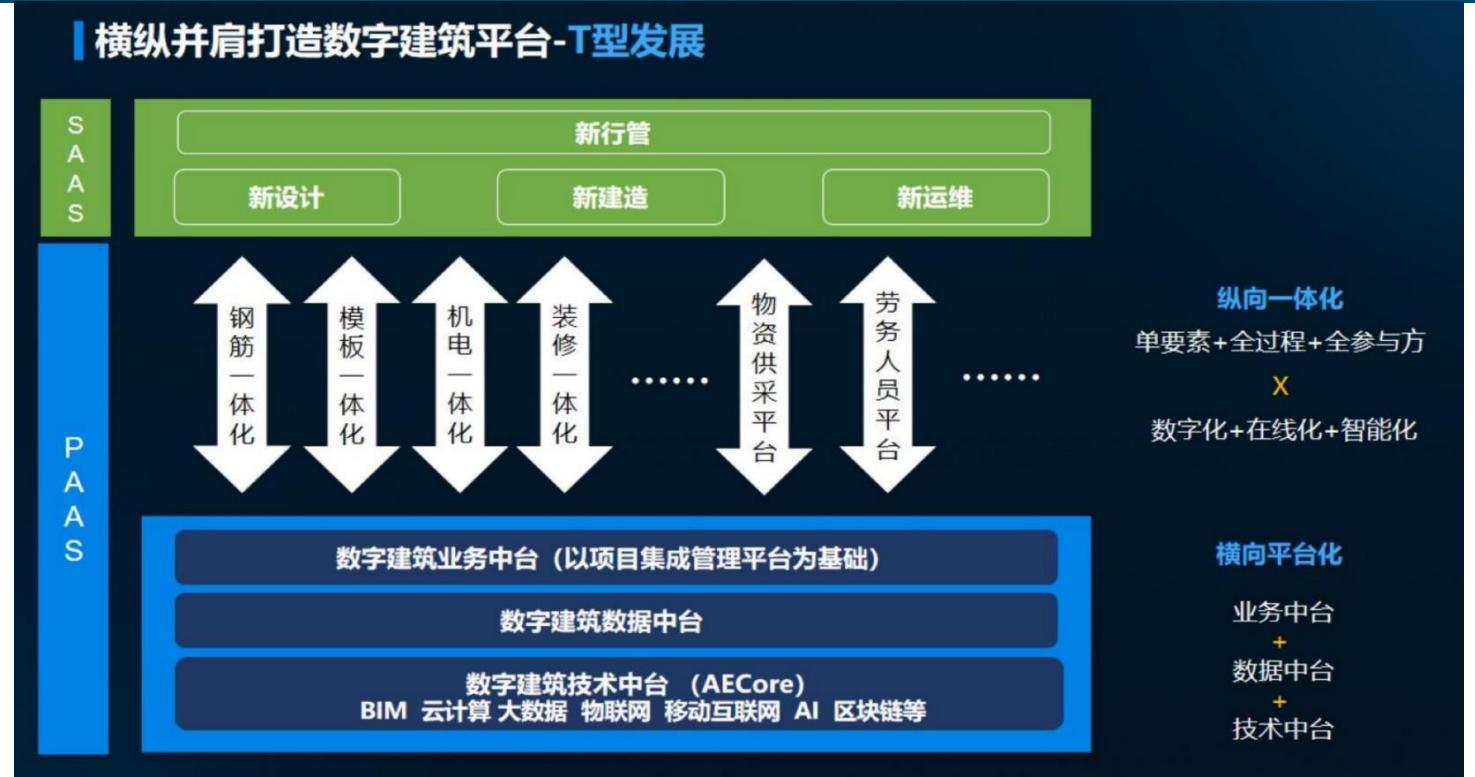 横纵并肩打造数字建筑平台-T型发展
SAAS
新行管
新设计 新建造 新运维
PAAS
钢筋一体化
模板一体化
机电一体化
装修一体化
······
物资供采平台
劳务人员平台
······
纵向一体化
单要素+全过程+全参与方
X
数字化+在线化+智能化
数字建筑业务中台（以项目集成管理平台为基础）
数字建筑数据中台
数字建筑技术中台 （AECore）
BIM 云计算 大数据 物联网 移动互联网 AI 区块链等
横向平台化
业务中台
+
数据中台
+
技术中台